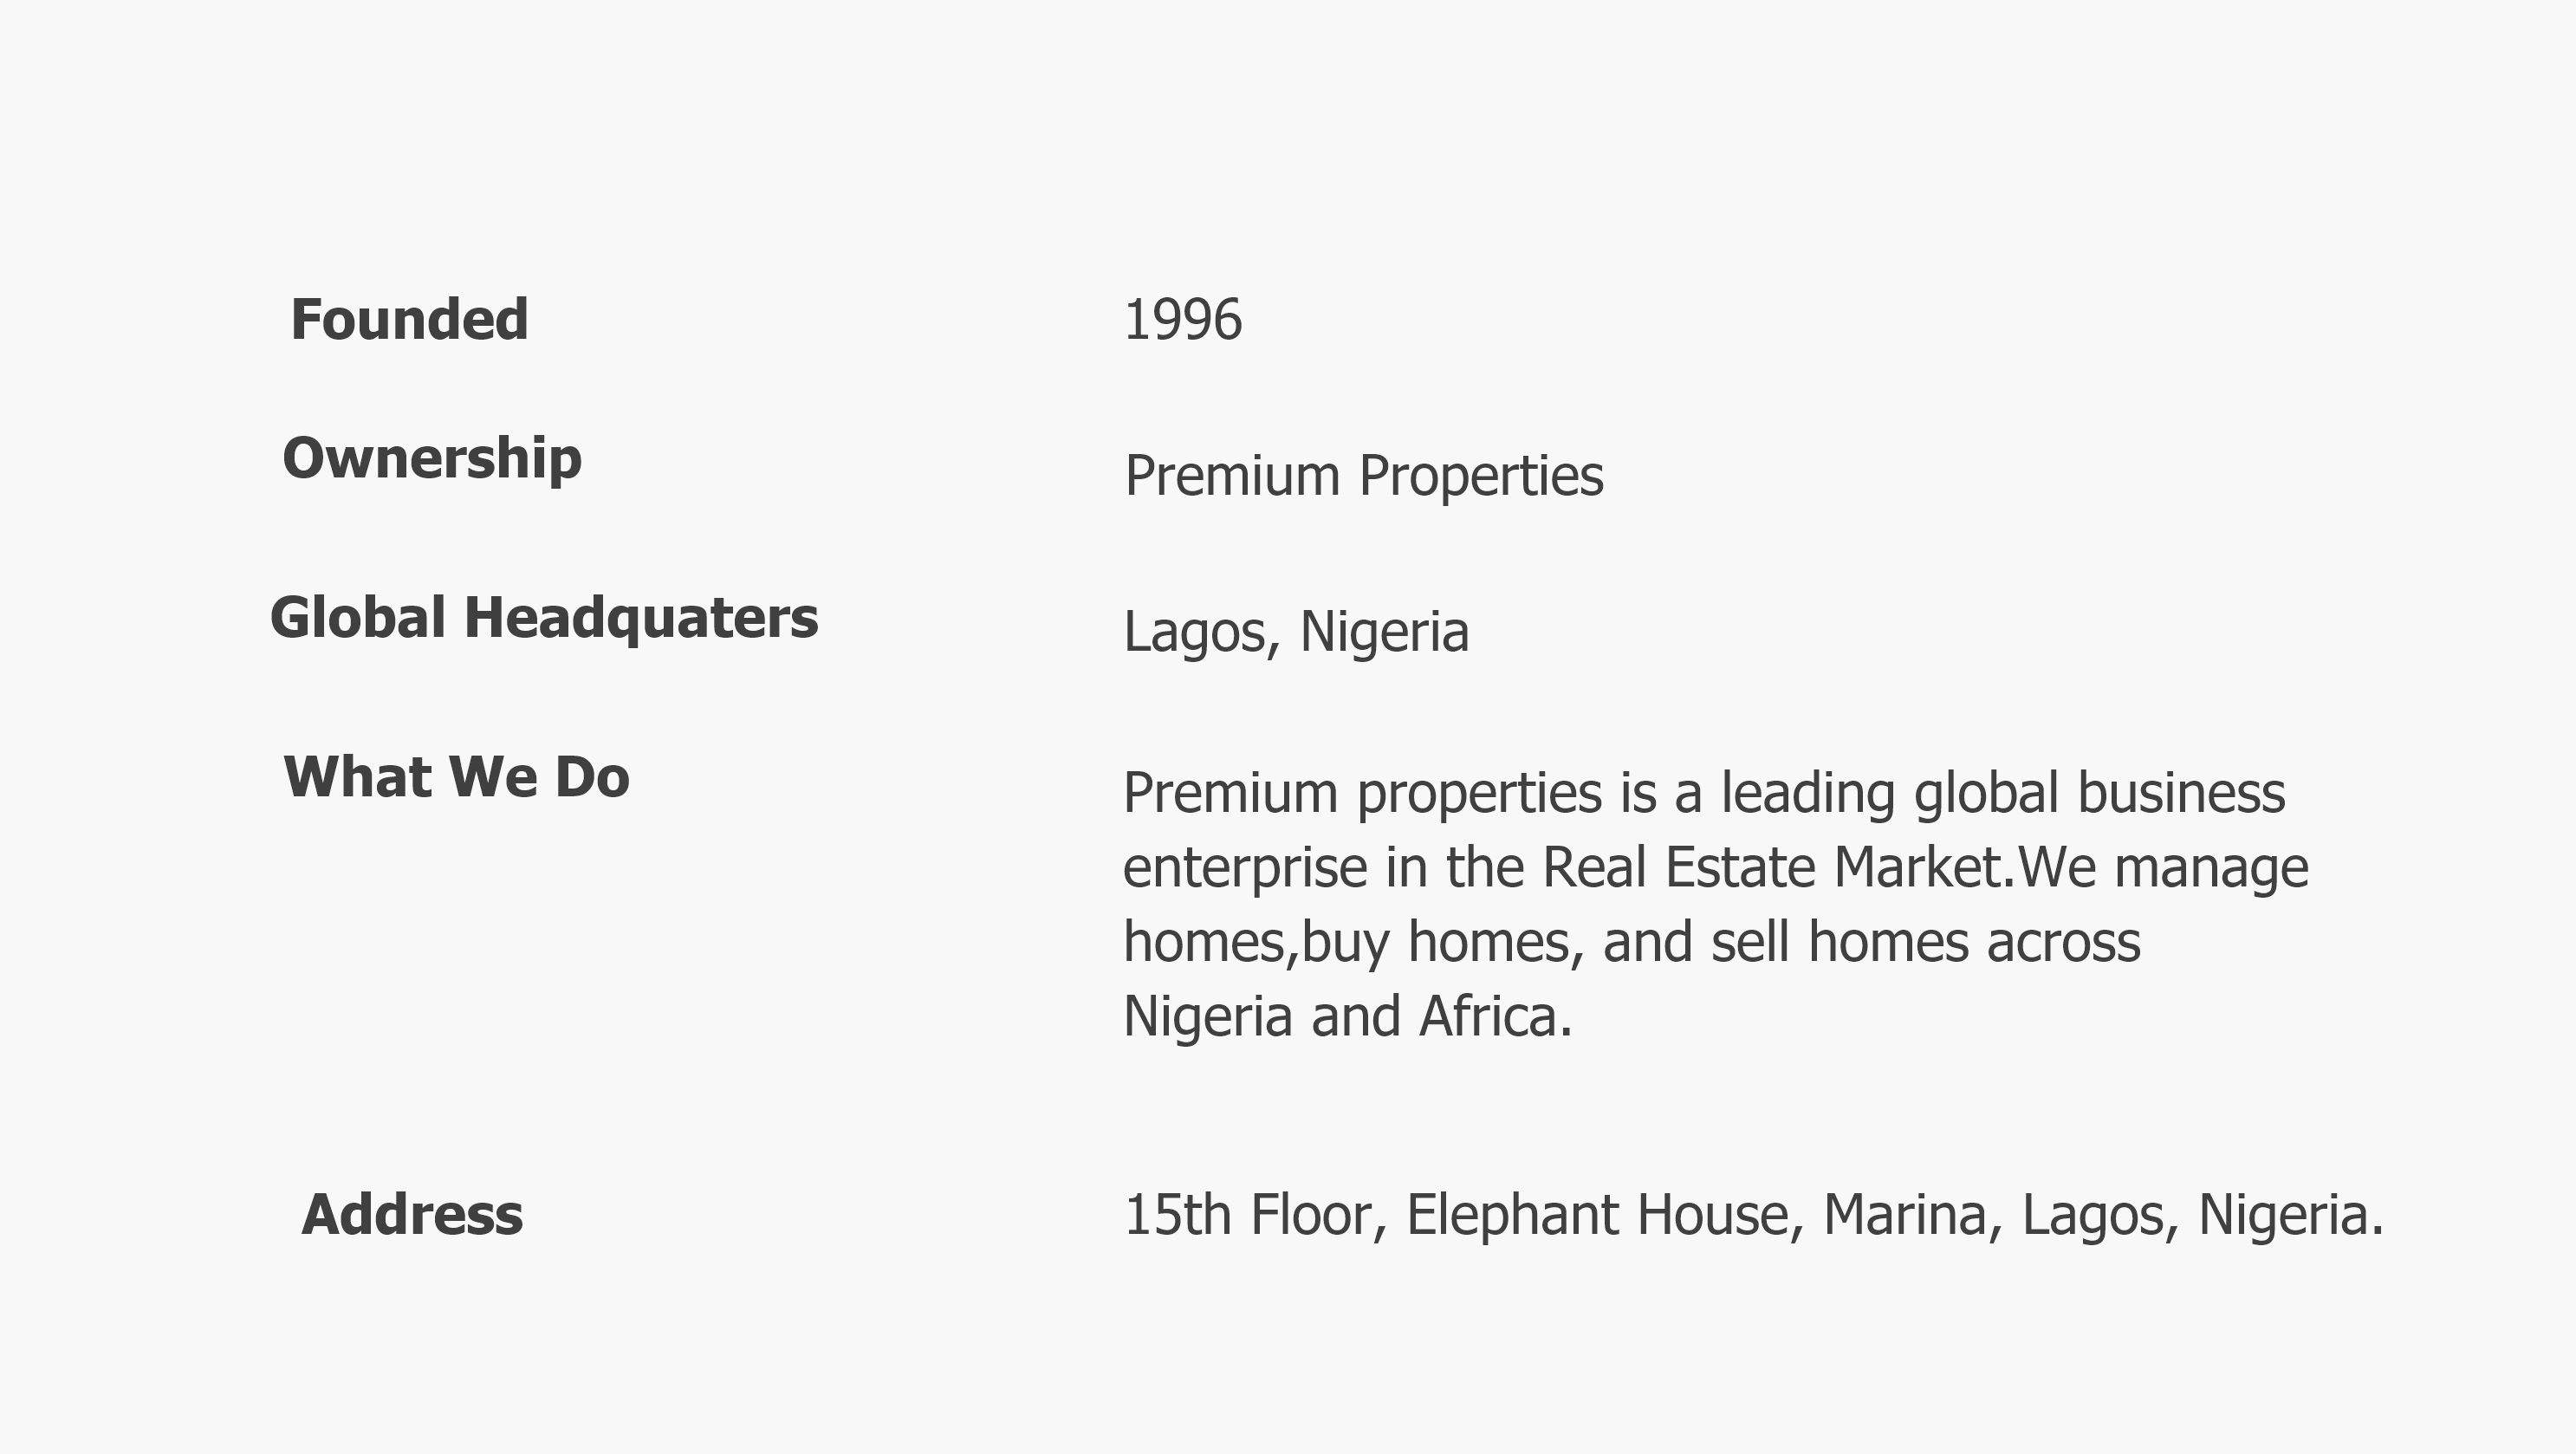 Founded 1996
Ownership
Premium Properties
Global Headquaters
Lagos, Nigeria
What We Do
Premium properties is a leading global business
enterprise in the Real Estate Market.We manage
homes,buy homes, and sell homes across
Nigeria and Africa.
Address 15th Floor, Elephant House, Marina, Lagos, Nigeria.